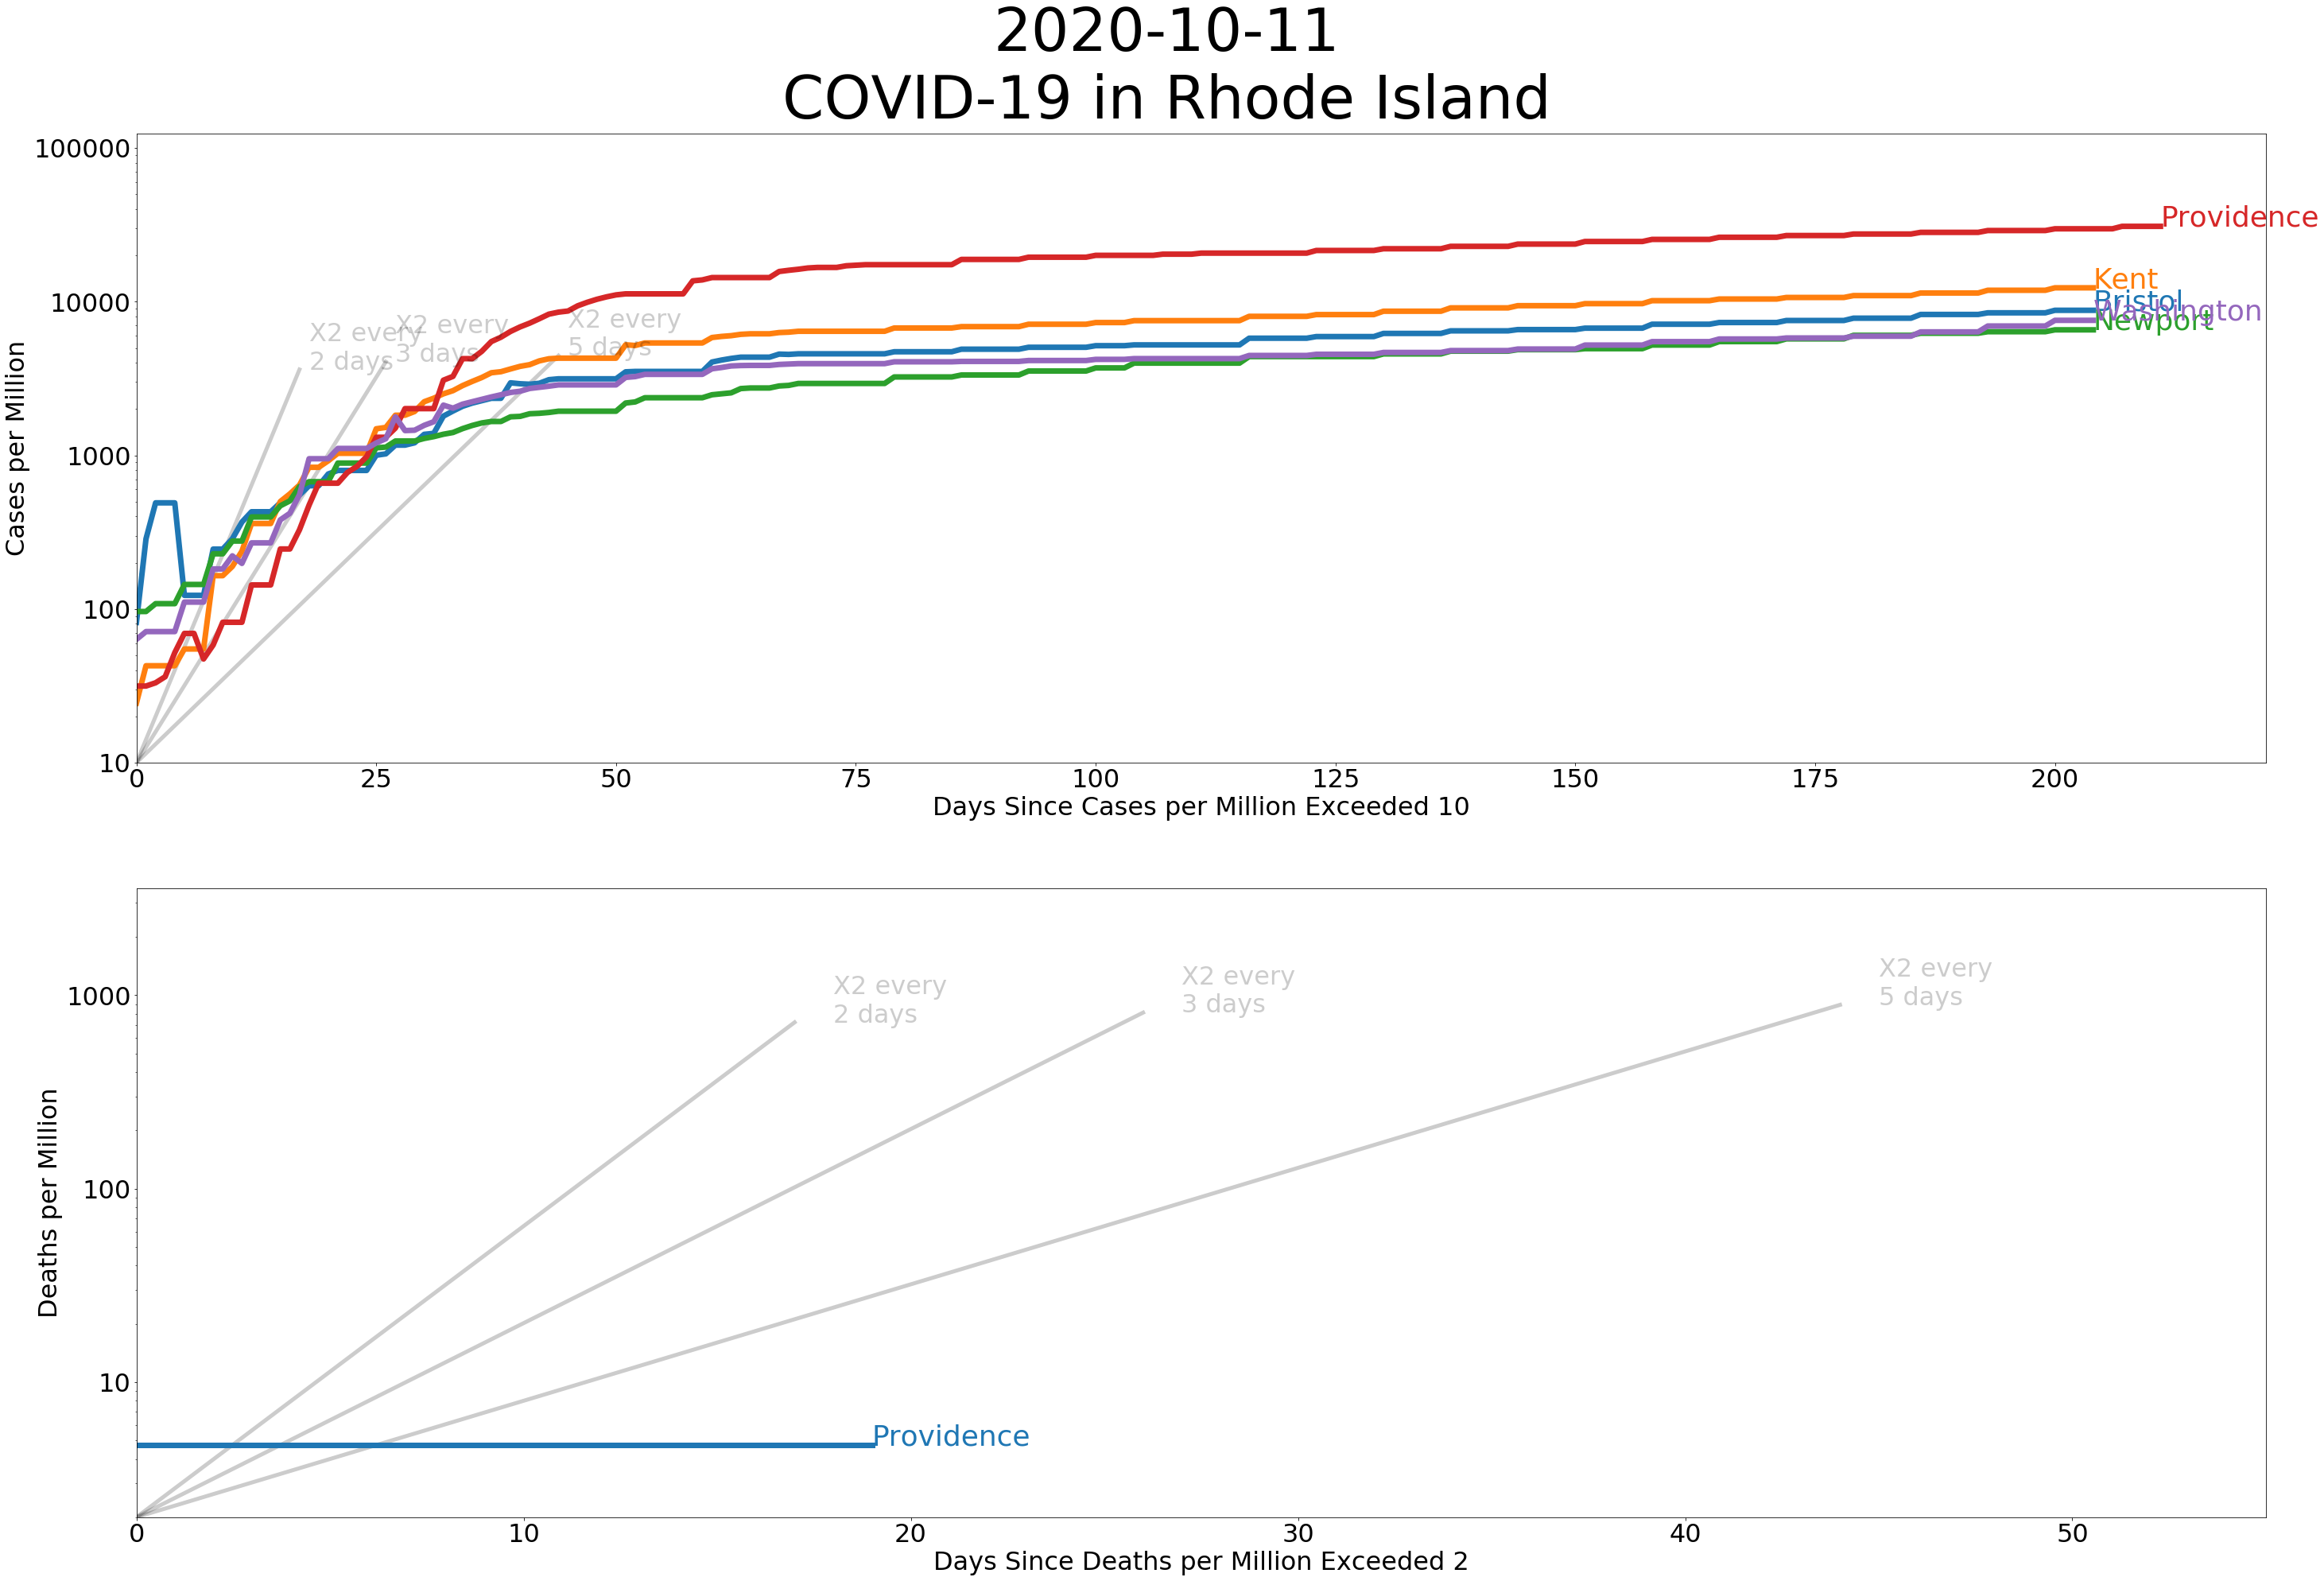 2020-10-11
COVID-19 in Rhode Island
100000
10000
1000
100
10
Cases per Million
X2 every
2 days
X2 every
3 days
X2 every
5 days
Providence
Kent
Bristol
Washington
Newport
0 25 50 75 100 125 150 175 200
Days Since Cases per Million Exceeded 10
1000
100
10
Deaths per Million
X2 every
2 days
X2 every
3 days
X2 every
5 days
Providence
0 10 20 30 40 50
Days Since Deaths per Million Exceeded 2